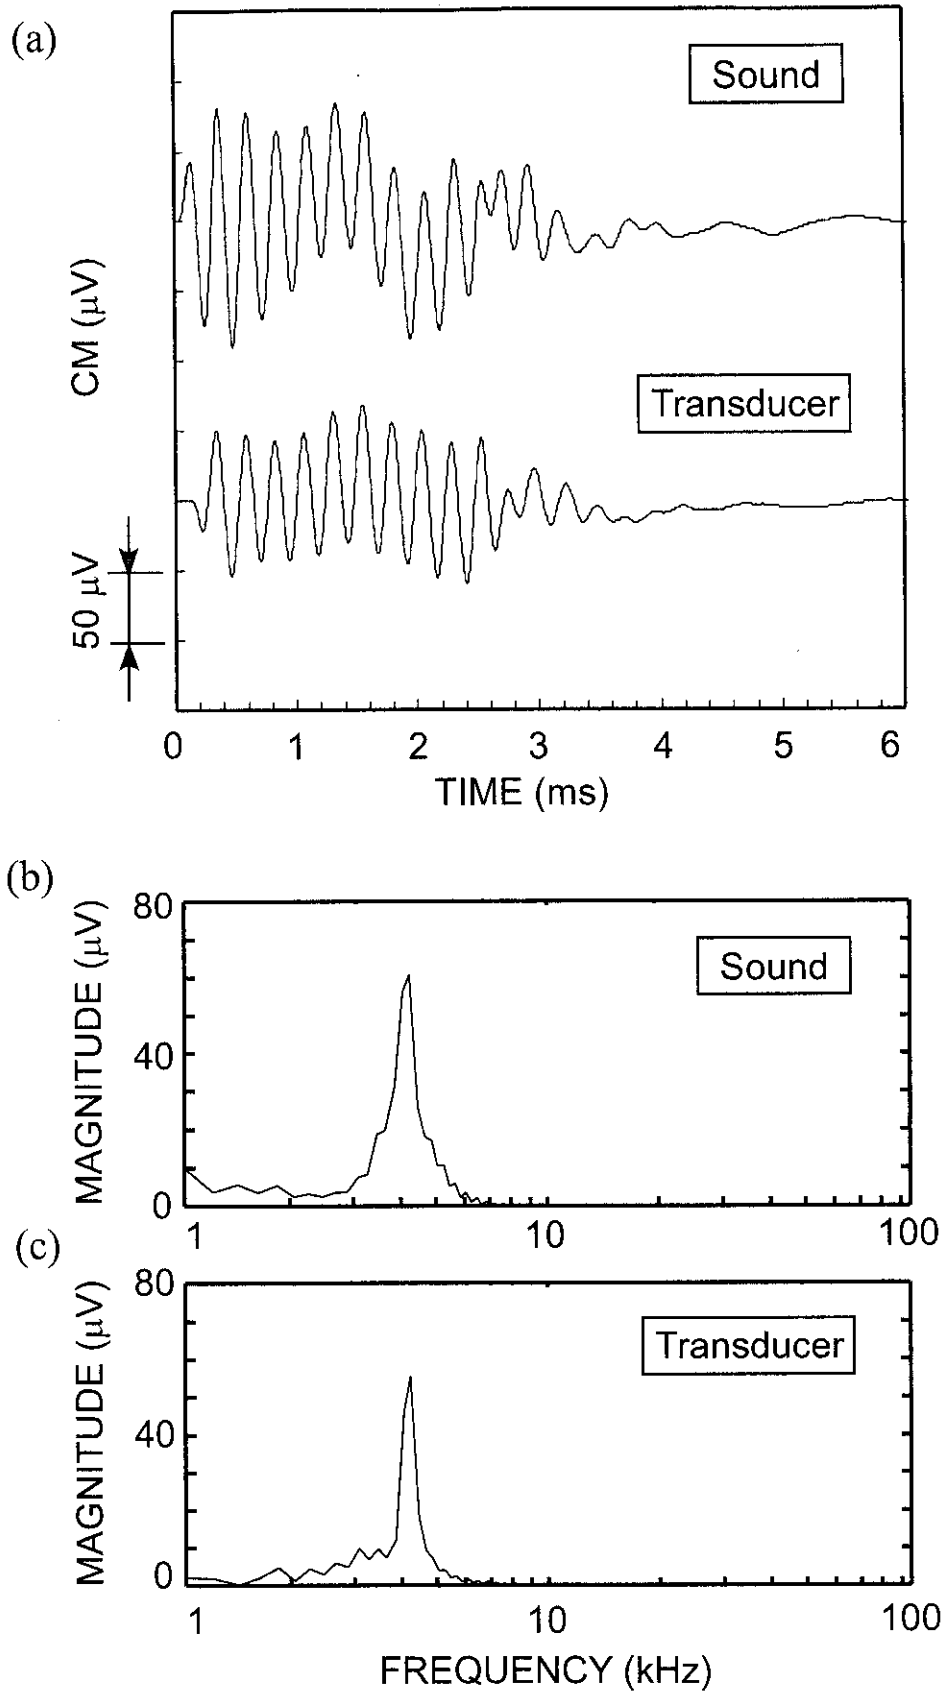 (a)
Sound
CM (μV)
Transducer
50 μV
0 1 2 3 4 5 6
TIME (ms)
(b)
MAGNITUDE (μV)
80
Sound
40
0
1 10 100
(c)
MAGNITUDE (μV)
80
Transducer
40
0
1 10 100
FREQUENCY (kHz)